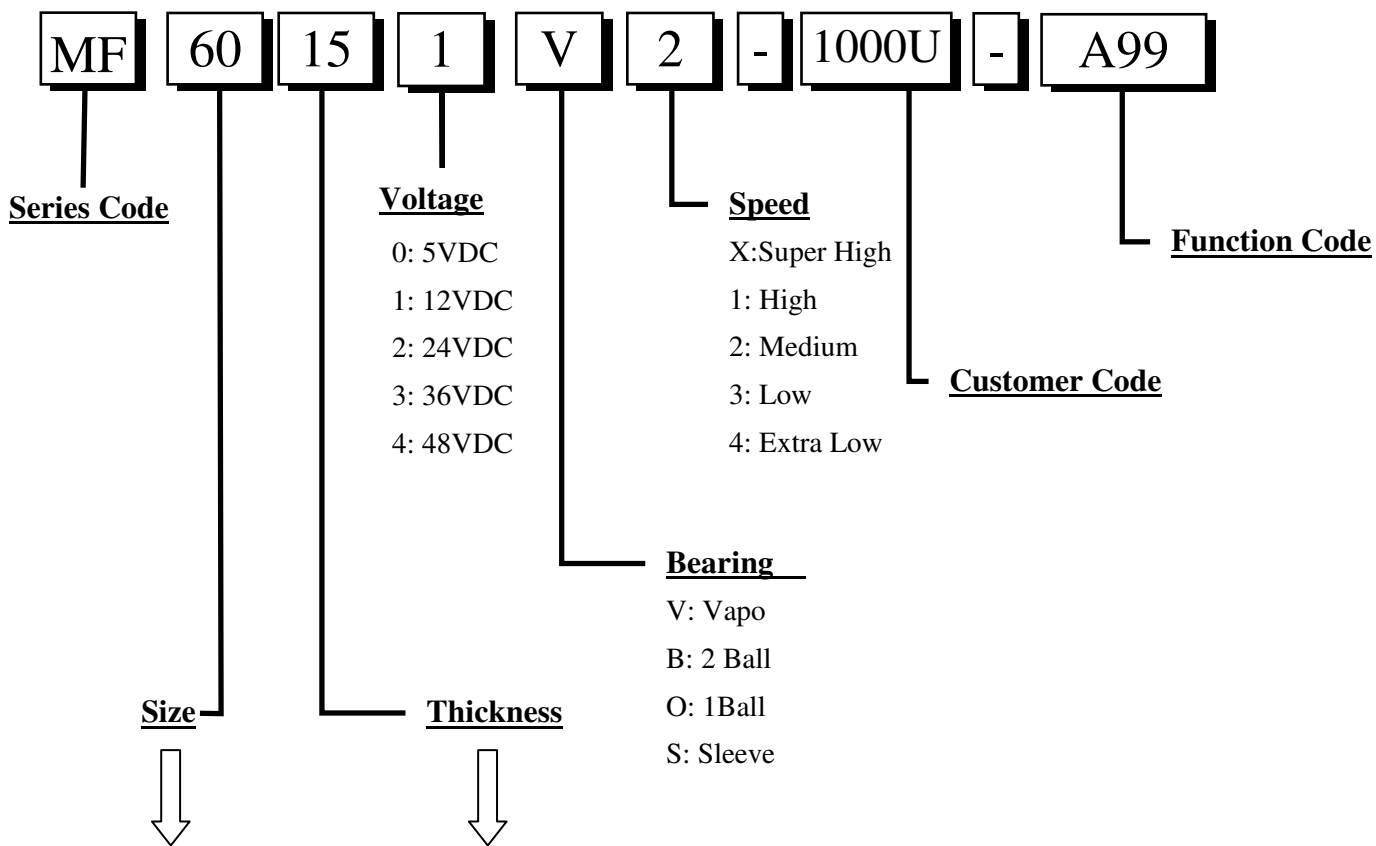 MF 60 15 1 V 2 - 1000U - A99
Series Code
Voltage
0: 5VDC
1: 12VDC
2: 24VDC
3: 36VDC
4: 48VDC
Speed
X:Super High
1: High
2: Medium
3: Low
4: Extra Low
Function Code
Customer Code
Bearing
V: Vapo
B: 2 Ball
O: 1Ball
S: Sleeve
Size
Thickness